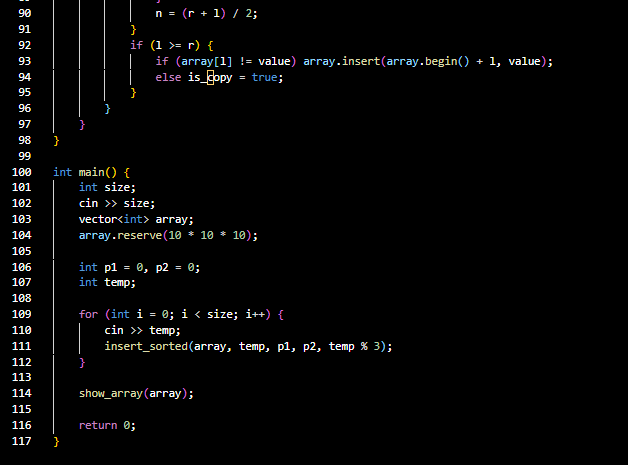 90 n = (r + l) / 2;
91 }
92 if (l >= r) {
93 if (array[l] != value) array.insert(array.begin() + l, value);
94 else is_copy = true;
95 }
96 }
97 }
98 }
99
100 int main() {
101 int size;
102 cin >> size;
103 vector<int> array;
104 array.reserve(10 * 10 * 10);
105
106 int p1 = 0, p2 = 0;
107 int temp;
108
109 for (int i = 0; i < size; i++) {
110 cin >> temp;
111 insert_sorted(array, temp, p1, p2, temp % 3);
112 }
113
114 show_array(array);
115
116 return 0;
117 }